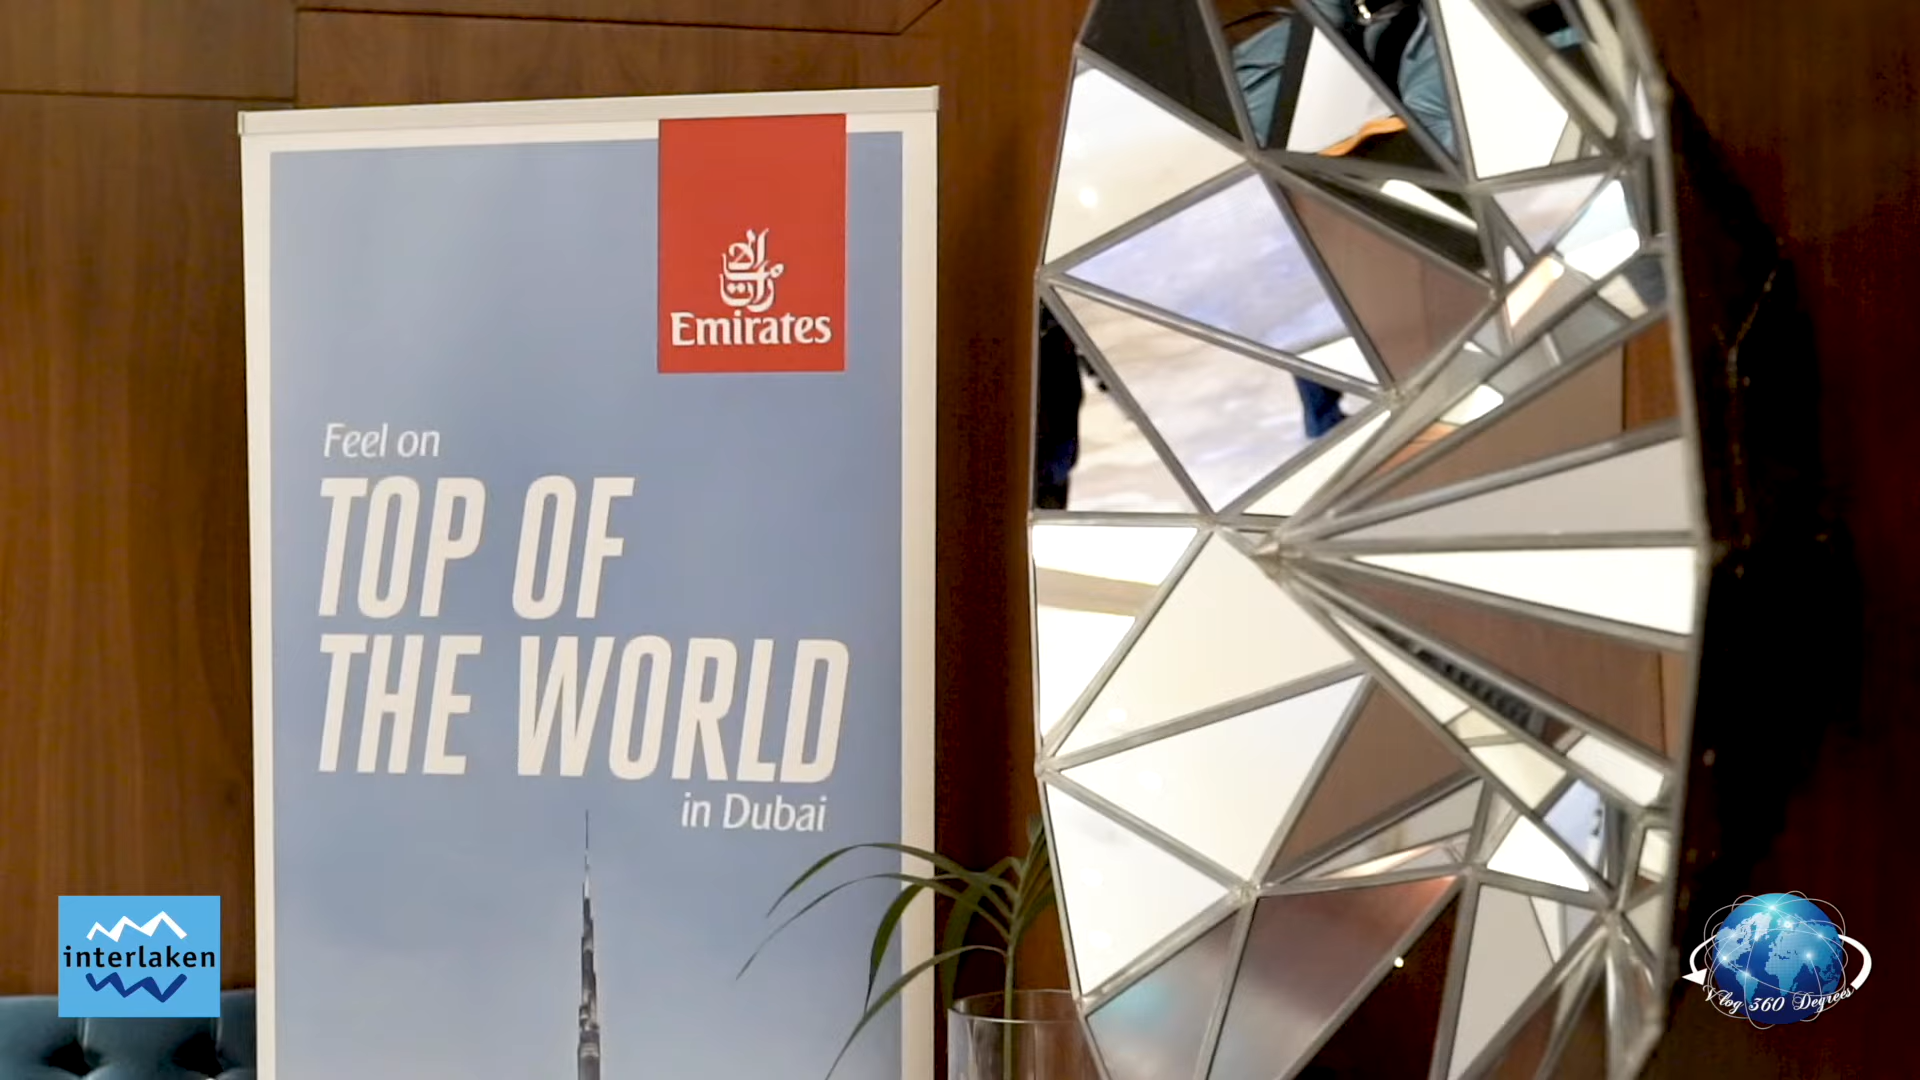 الإمارات
Emirates
Feel on
TOP OF
THE WORLD
in Dubai
interlaken
Vlog 360 Degrees